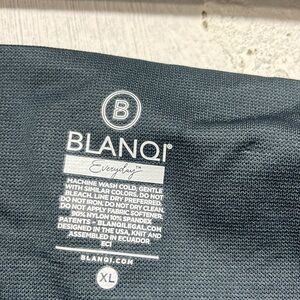 B
BLANQI®
Everyday™
MACHINE WASH COLD, GENTLE
WITH SIMILAR COLORS. DO NOT
BLEACH. LINE DRY PREFERRED.
DO NOT IRON. DO NOT DRY CLEAN.
DO NOT APPLY FABRIC SOFTENER.
90% NYLON 10% SPANDEX
PATENTS – BLANQILEGAL.COM
DESIGNED IN THE USA, KNIT AND
ASSEMBLED IN ECUADOR
ECI
BLANQI.COM
XL